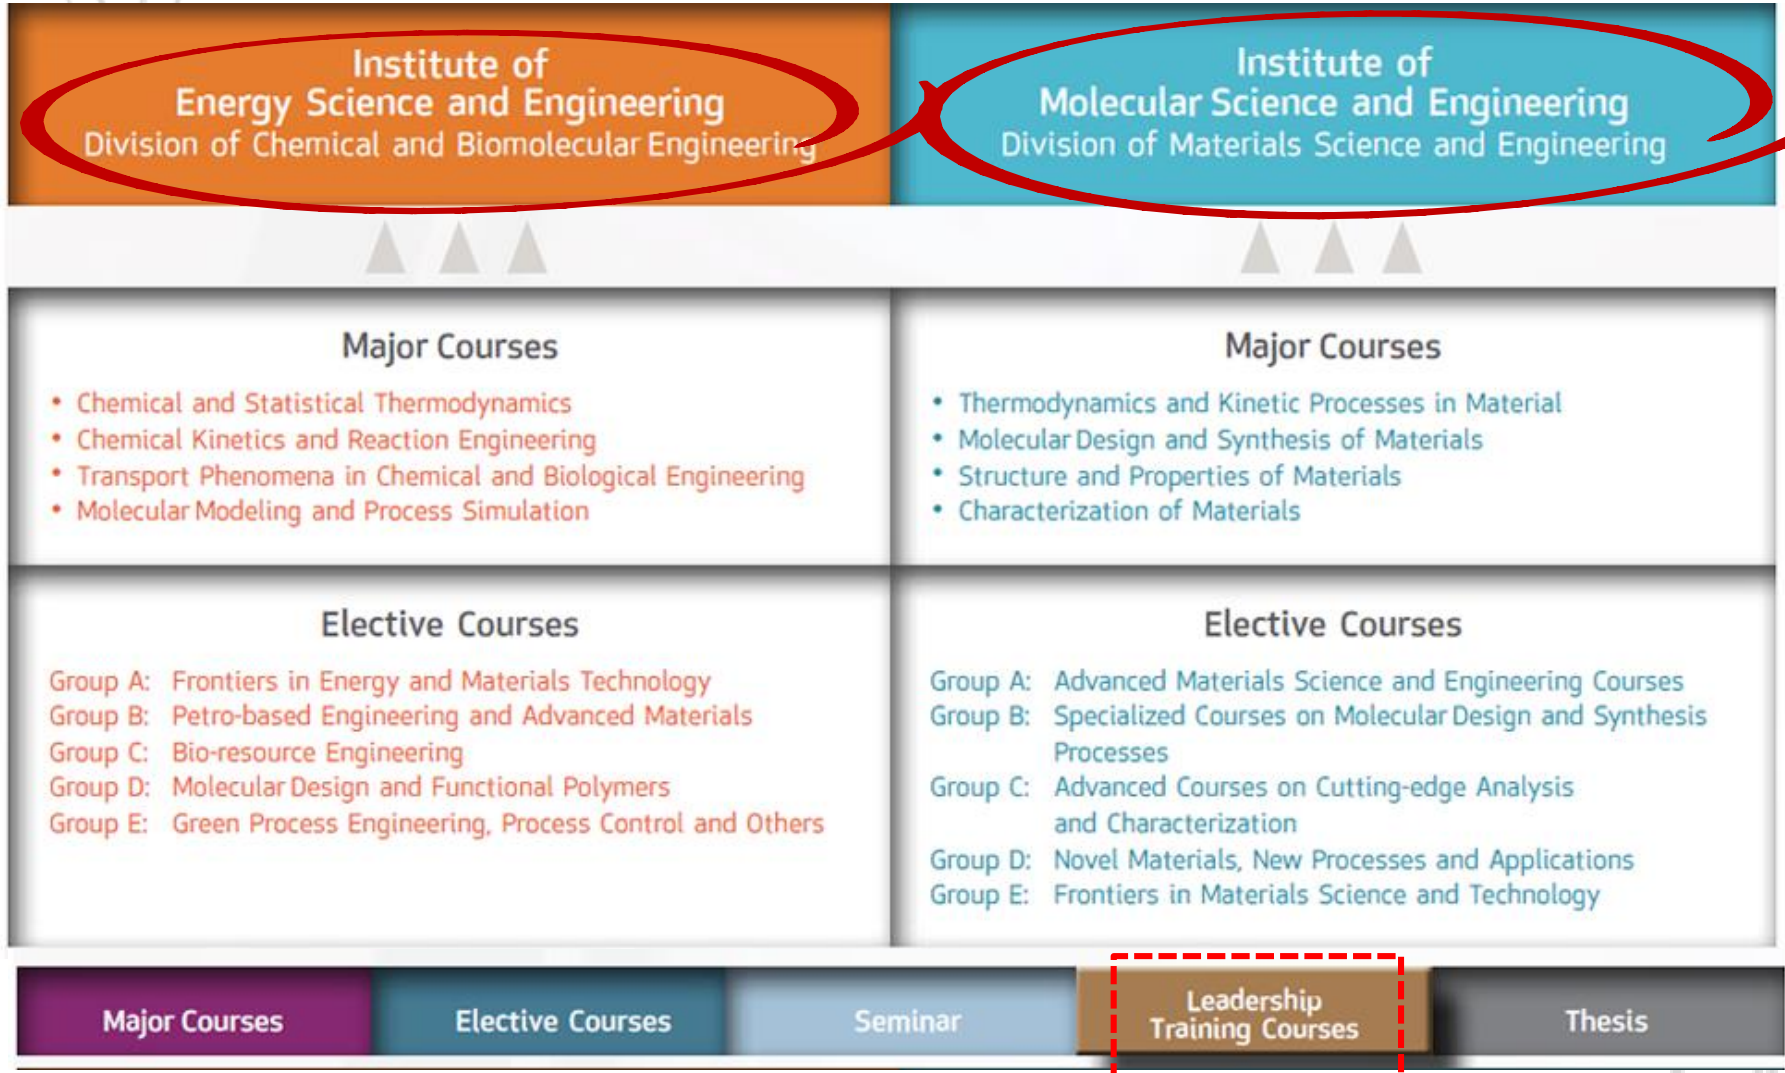 Institute of
Energy Science and Engineering
Division of Chemical and Biomolecular Engineering
Institute of
Molecular Science and Engineering
Division of Materials Science and Engineering
Major Courses
• Chemical and Statistical Thermodynamics
• Chemical Kinetics and Reaction Engineering
• Transport Phenomena in Chemical and Biological Engineering
• Molecular Modeling and Process Simulation
Major Courses
• Thermodynamics and Kinetic Processes in Material
• Molecular Design and Synthesis of Materials
• Structure and Properties of Materials
• Characterization of Materials
Elective Courses
Group A: Frontiers in Energy and Materials Technology
Group B: Petro-based Engineering and Advanced Materials
Group C: Bio-resource Engineering
Group D: Molecular Design and Functional Polymers
Group E: Green Process Engineering, Process Control and Others
Elective Courses
Group A: Advanced Materials Science and Engineering Courses
Group B: Specialized Courses on Molecular Design and Synthesis
Processes
Group C: Advanced Courses on Cutting-edge Analysis
and Characterization
Group D: Novel Materials, New Processes and Applications
Group E: Frontiers in Materials Science and Technology
Major Courses
Elective Courses
Seminar
Leadership
Training Courses
Thesis